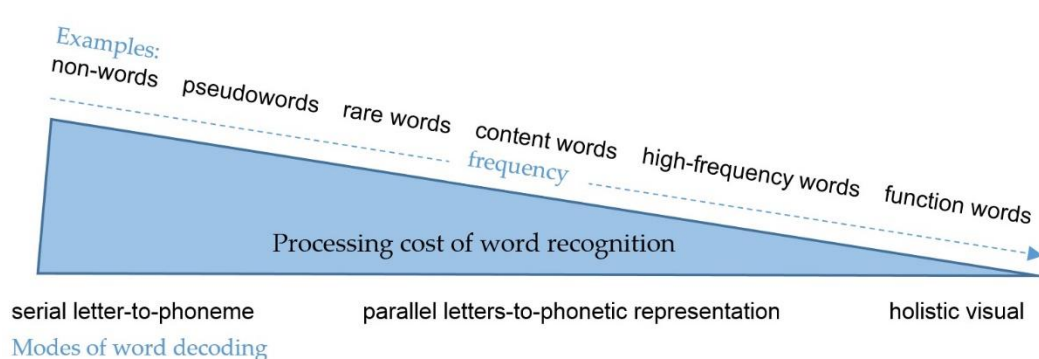 Examples:
non-words pseudowords rare words content words high-frequency words function words
frequency
Processing cost of word recognition
serial letter-to-phoneme parallel letters-to-phonetic representation holistic visual
Modes of word decoding